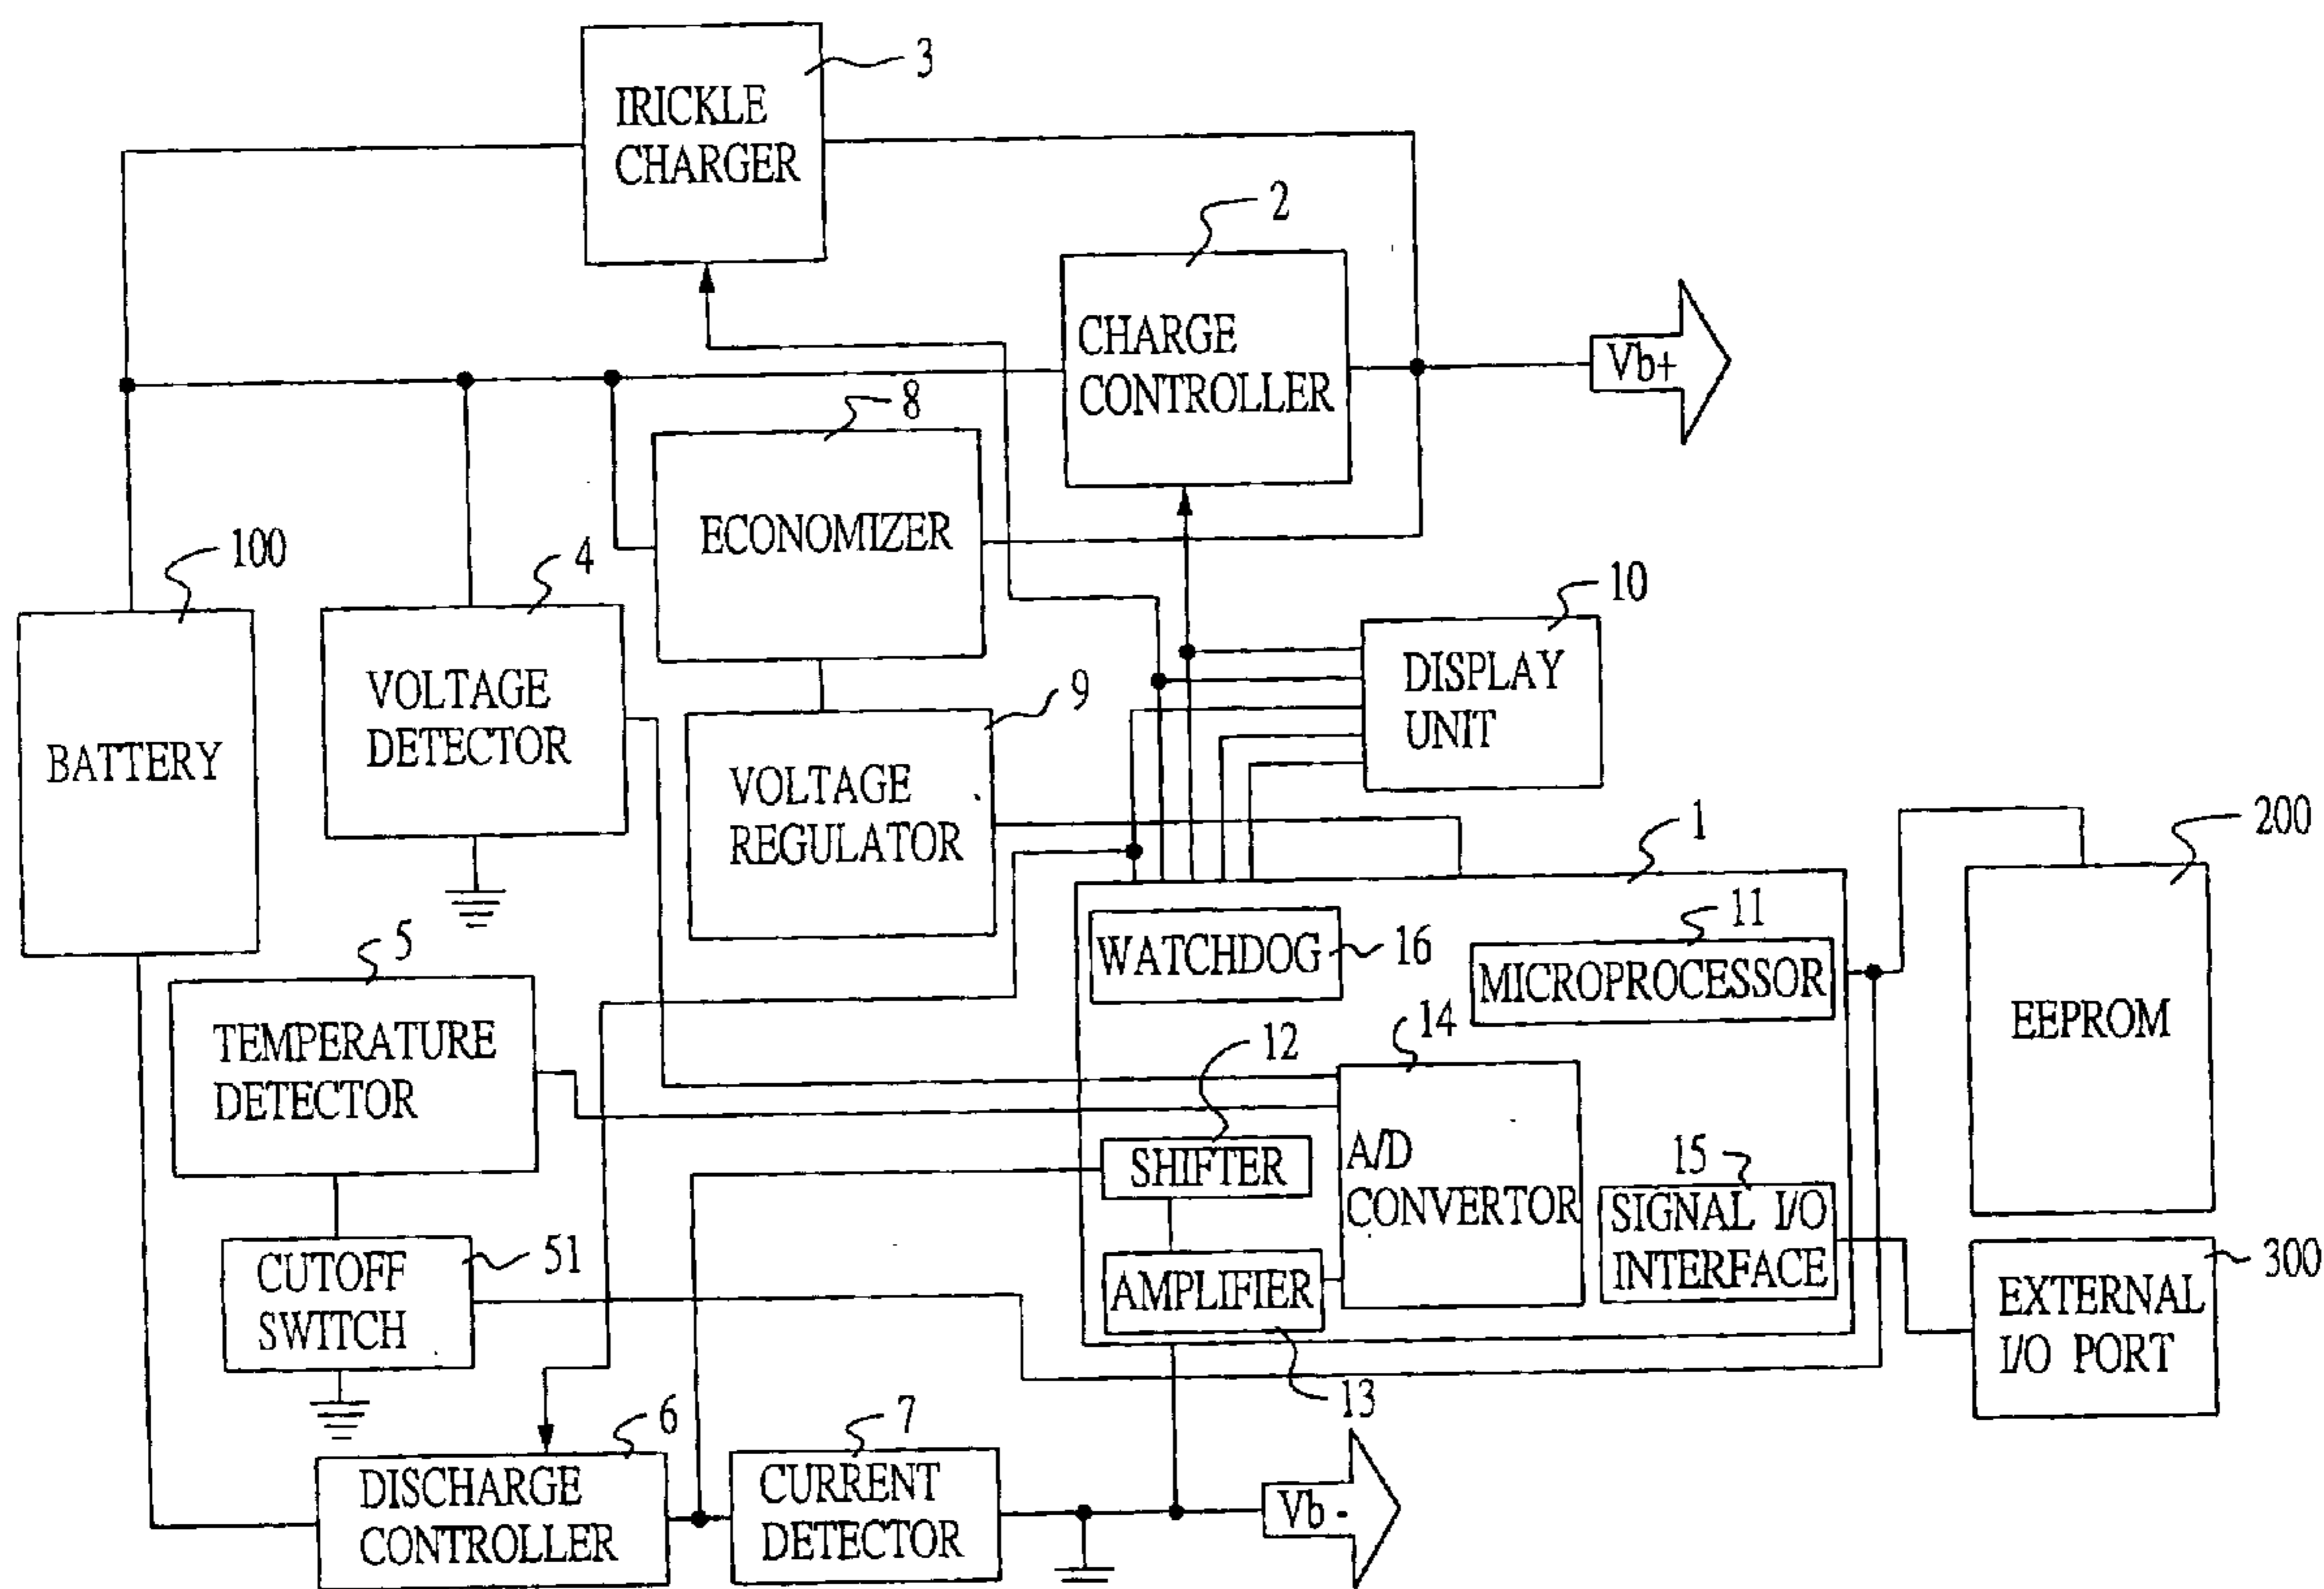 3
IRICKLE
CHARGER
2
CHARGE
CONTROLLER
Vb+
8
ECONOMIZER
100
BATTERY
4
VOLTAGE
DETECTOR
10
DISPLAY
UNIT
9
VOLTAGE
REGULATOR
1
200
EEPROM
WATCHDOG
16
11
MICROPROCESSOR
5
TEMPERATURE
DETECTOR
12
SHIFTER
14
A/D
CONVERTOR
15
SIGNAL I/O
INTERFACE
CUTOFF
SWITCH
51
AMPLIFIER
13
300
EXTERNAL
I/O PORT
6
DISCHARGE
CONTROLLER
7
CURRENT
DETECTOR
Vb -